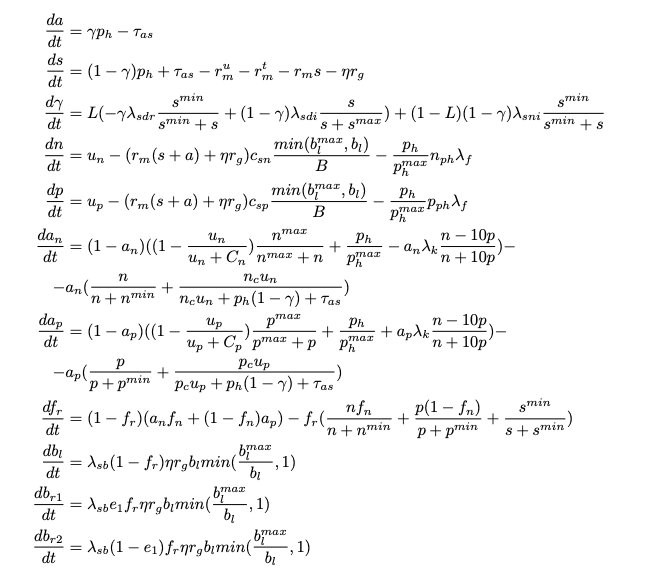 da/dt = γp_h − τ_as
ds/dt = (1 − γ)p_h + τ_as − r_m^u − r_m^t − r_m s − ηr_g
dγ/dt = L(−γλ_sdr s^min/(s^min + s) + (1 − γ)λ_sdi s/(s + s^max)) + (1 − L)(1 − γ)λ_sni s^min/(s^min + s)
dn/dt = u_n − (r_m(s + a) + ηr_g)c_sn min(b_l^max, b_l)/B − p_h/p_h^max n_ph λ_f
dp/dt = u_p − (r_m(s + a) + ηr_g)c_sp min(b_l^max, b_l)/B − p_h/p_h^max p_ph λ_f
da_n/dt = (1 − a_n)((1 − u_n/(u_n + C_n)) n^max/(n^max + n) + p_h/p_h^max − a_n λ_k (n − 10p)/(n + 10p))−
−a_n(n/(n + n^min) + n_c u_n/(n_c u_n + p_h(1 − γ) + τ_as))
da_p/dt = (1 − a_p)((1 − u_p/(u_p + C_p)) p^max/(p^max + p) + p_h/p_h^max + a_p λ_k (n − 10p)/(n + 10p))−
−a_p(p/(p + p^min) + p_c u_p/(p_c u_p + p_h(1 − γ) + τ_as))
df_r/dt = (1 − f_r)(a_n f_n + (1 − f_n)a_p) − f_r(nf_n/(n + n^min) + p(1 − f_n)/(p + p^min) + s^min/(s + s^min))
db_l/dt = λ_sb(1 − f_r)ηr_g b_l min(b_l^max/b_l, 1)
db_r1/dt = λ_sb e_1 f_r ηr_g b_l min(b_l^max/b_l, 1)
db_r2/dt = λ_sb(1 − e_1)f_r ηr_g b_l min(b_l^max/b_l, 1)